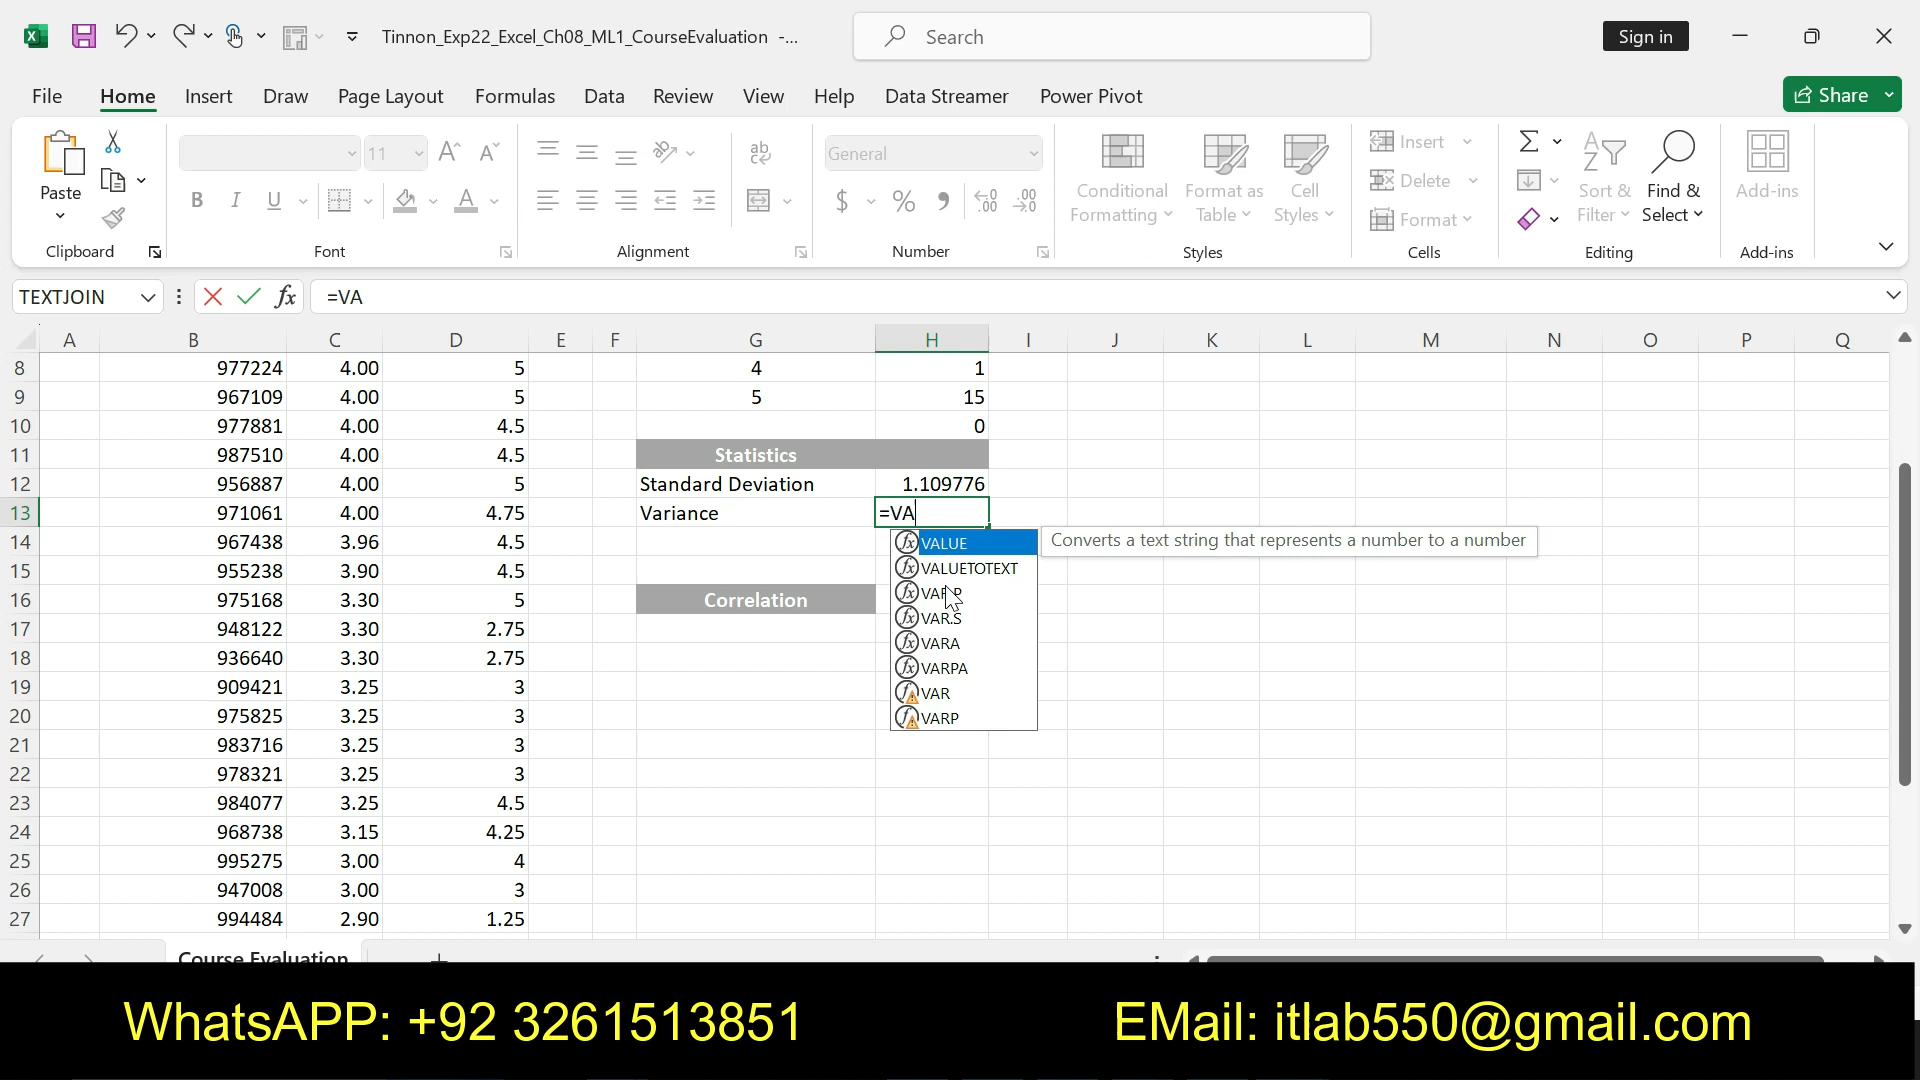 Tinnon_Exp22_Excel_Ch08_ML1_CourseEvaluation -...
Search
Sign in
File Home Insert Draw Page Layout Formulas Data Review View Help Data Streamer Power Pivot
Share
Paste
11
General
Conditional Formatting
Format as Table
Cell Styles
Insert
Delete
Format
Sort & Filter
Find & Select
Add-ins
Clipboard Font Alignment Number Styles Cells Editing Add-ins
TEXTJOIN =VA
A B C D E F G H I J K L M N O P Q
8 977224 4.00 5 4 1
9 967109 4.00 5 5 15
10 977881 4.00 4.5 0
11 987510 4.00 4.5 Statistics
12 956887 4.00 5 Standard Deviation 1.109776
13 971061 4.00 4.75 Variance =VA
14 967438 3.96 4.5
15 955238 3.90 4.5
16 975168 3.30 5 Correlation
17 948122 3.30 2.75
18 936640 3.30 2.75
19 909421 3.25 3
20 975825 3.25 3
21 983716 3.25 3
22 978321 3.25 3
23 984077 3.25 4.5
24 968738 3.15 4.25
25 995275 3.00 4
26 947008 3.00 3
27 994484 2.90 1.25
VALUE
Converts a text string that represents a number to a number
VALUETOTEXT
VAR.P
VAR.S
VARA
VARPA
VAR
VARP
Course Evaluation
WhatsAPP: +92 3261513851
EMail: itlab550@gmail.com